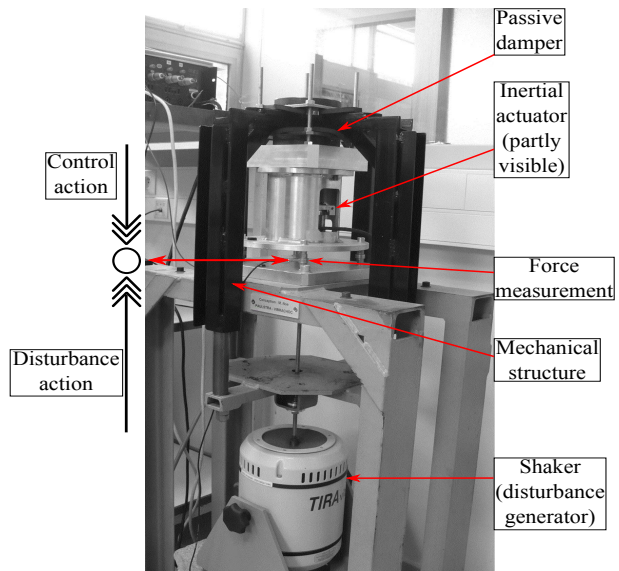 Passive
damper
Inertial
actuator
(partly
visible)
Control
action
Force
measurement
Mechanical
structure
Disturbance
action
Shaker
(disturbance
generator)
TIRA